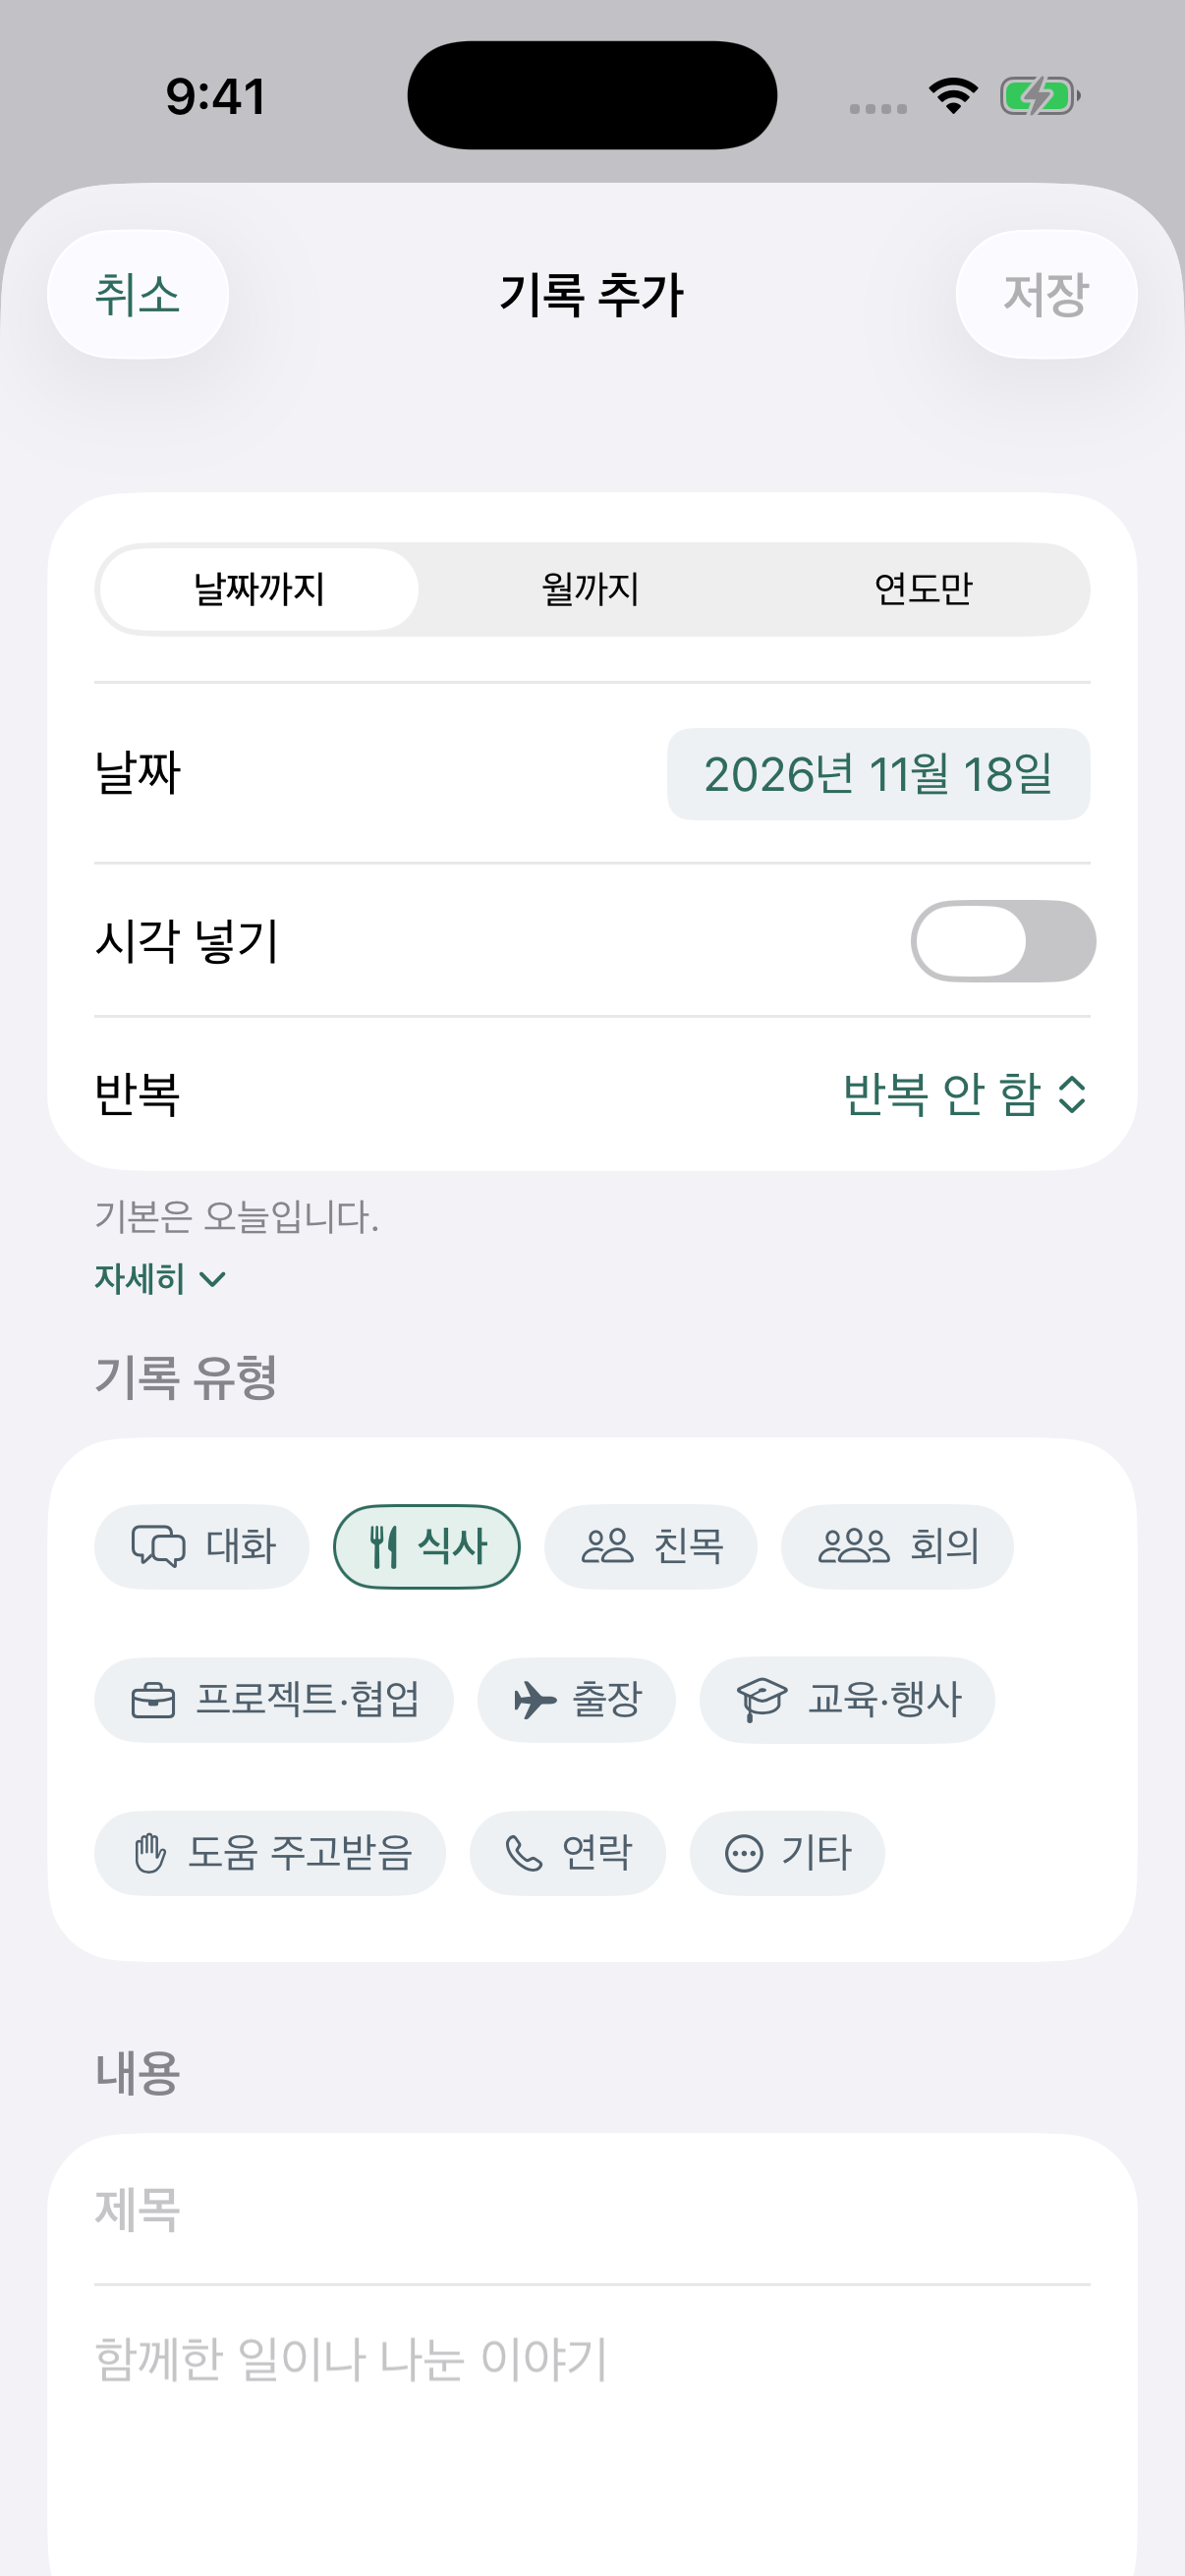 9:41
취소 기록 추가 저장
날짜까지 월까지 연도만
날짜 2026년 11월 18일
시각 넣기
반복 반복 안 함
기본은 오늘입니다.
자세히
기록 유형
대화 식사 친목 회의
프로젝트·협업 출장 교육·행사
도움 주고받음 연락 기타
내용
제목
함께한 일이나 나눈 이야기